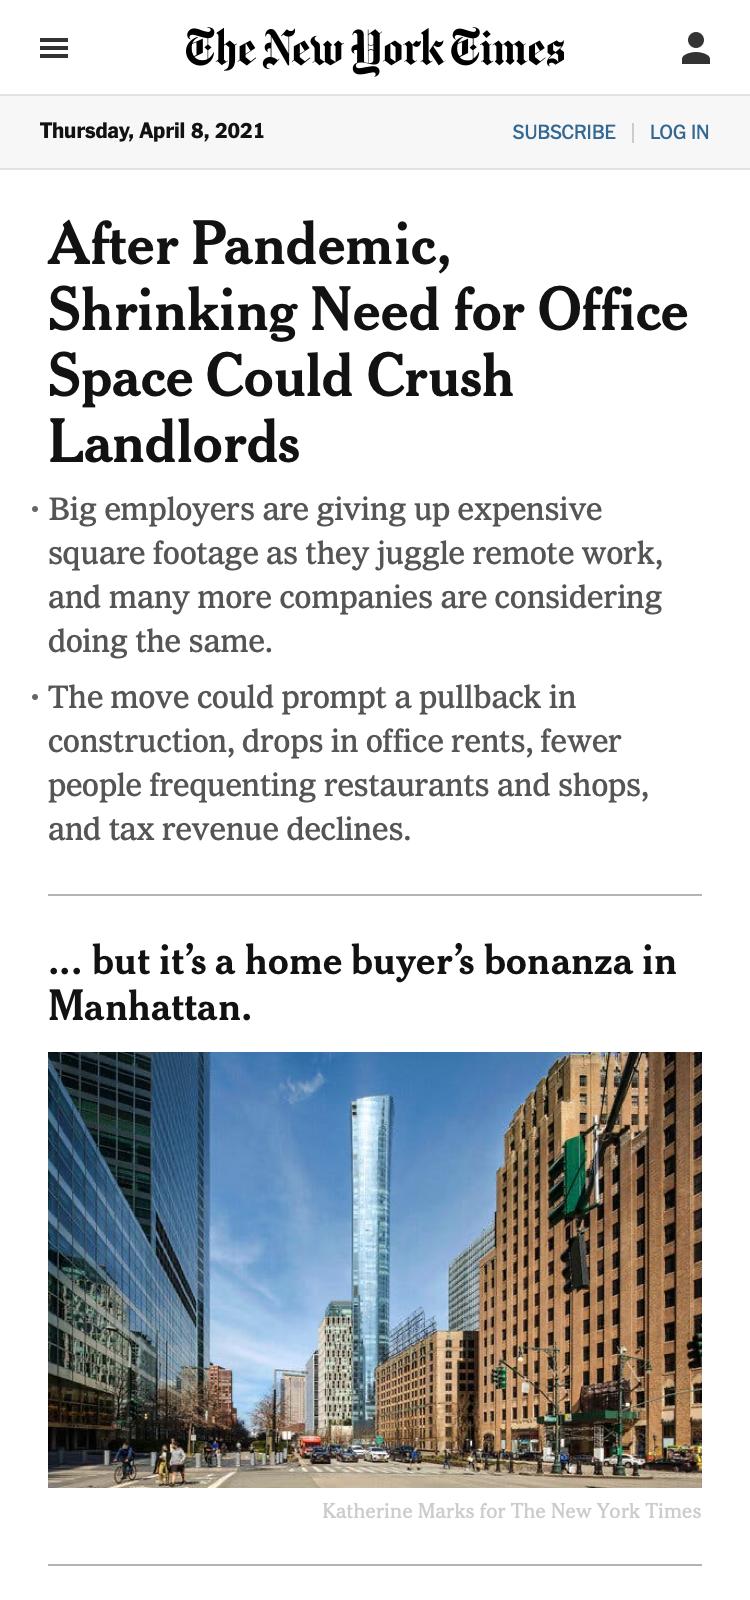 The New York Times
Thursday, April 8, 2021
SUBSCRIBE | LOG IN
After Pandemic,
Shrinking Need for Office
Space Could Crush
Landlords
• Big employers are giving up expensive
square footage as they juggle remote work,
and many more companies are considering
doing the same.
• The move could prompt a pullback in
construction, drops in office rents, fewer
people frequenting restaurants and shops,
and tax revenue declines.
... but it’s a home buyer’s bonanza in
Manhattan.
Katherine Marks for The New York Times